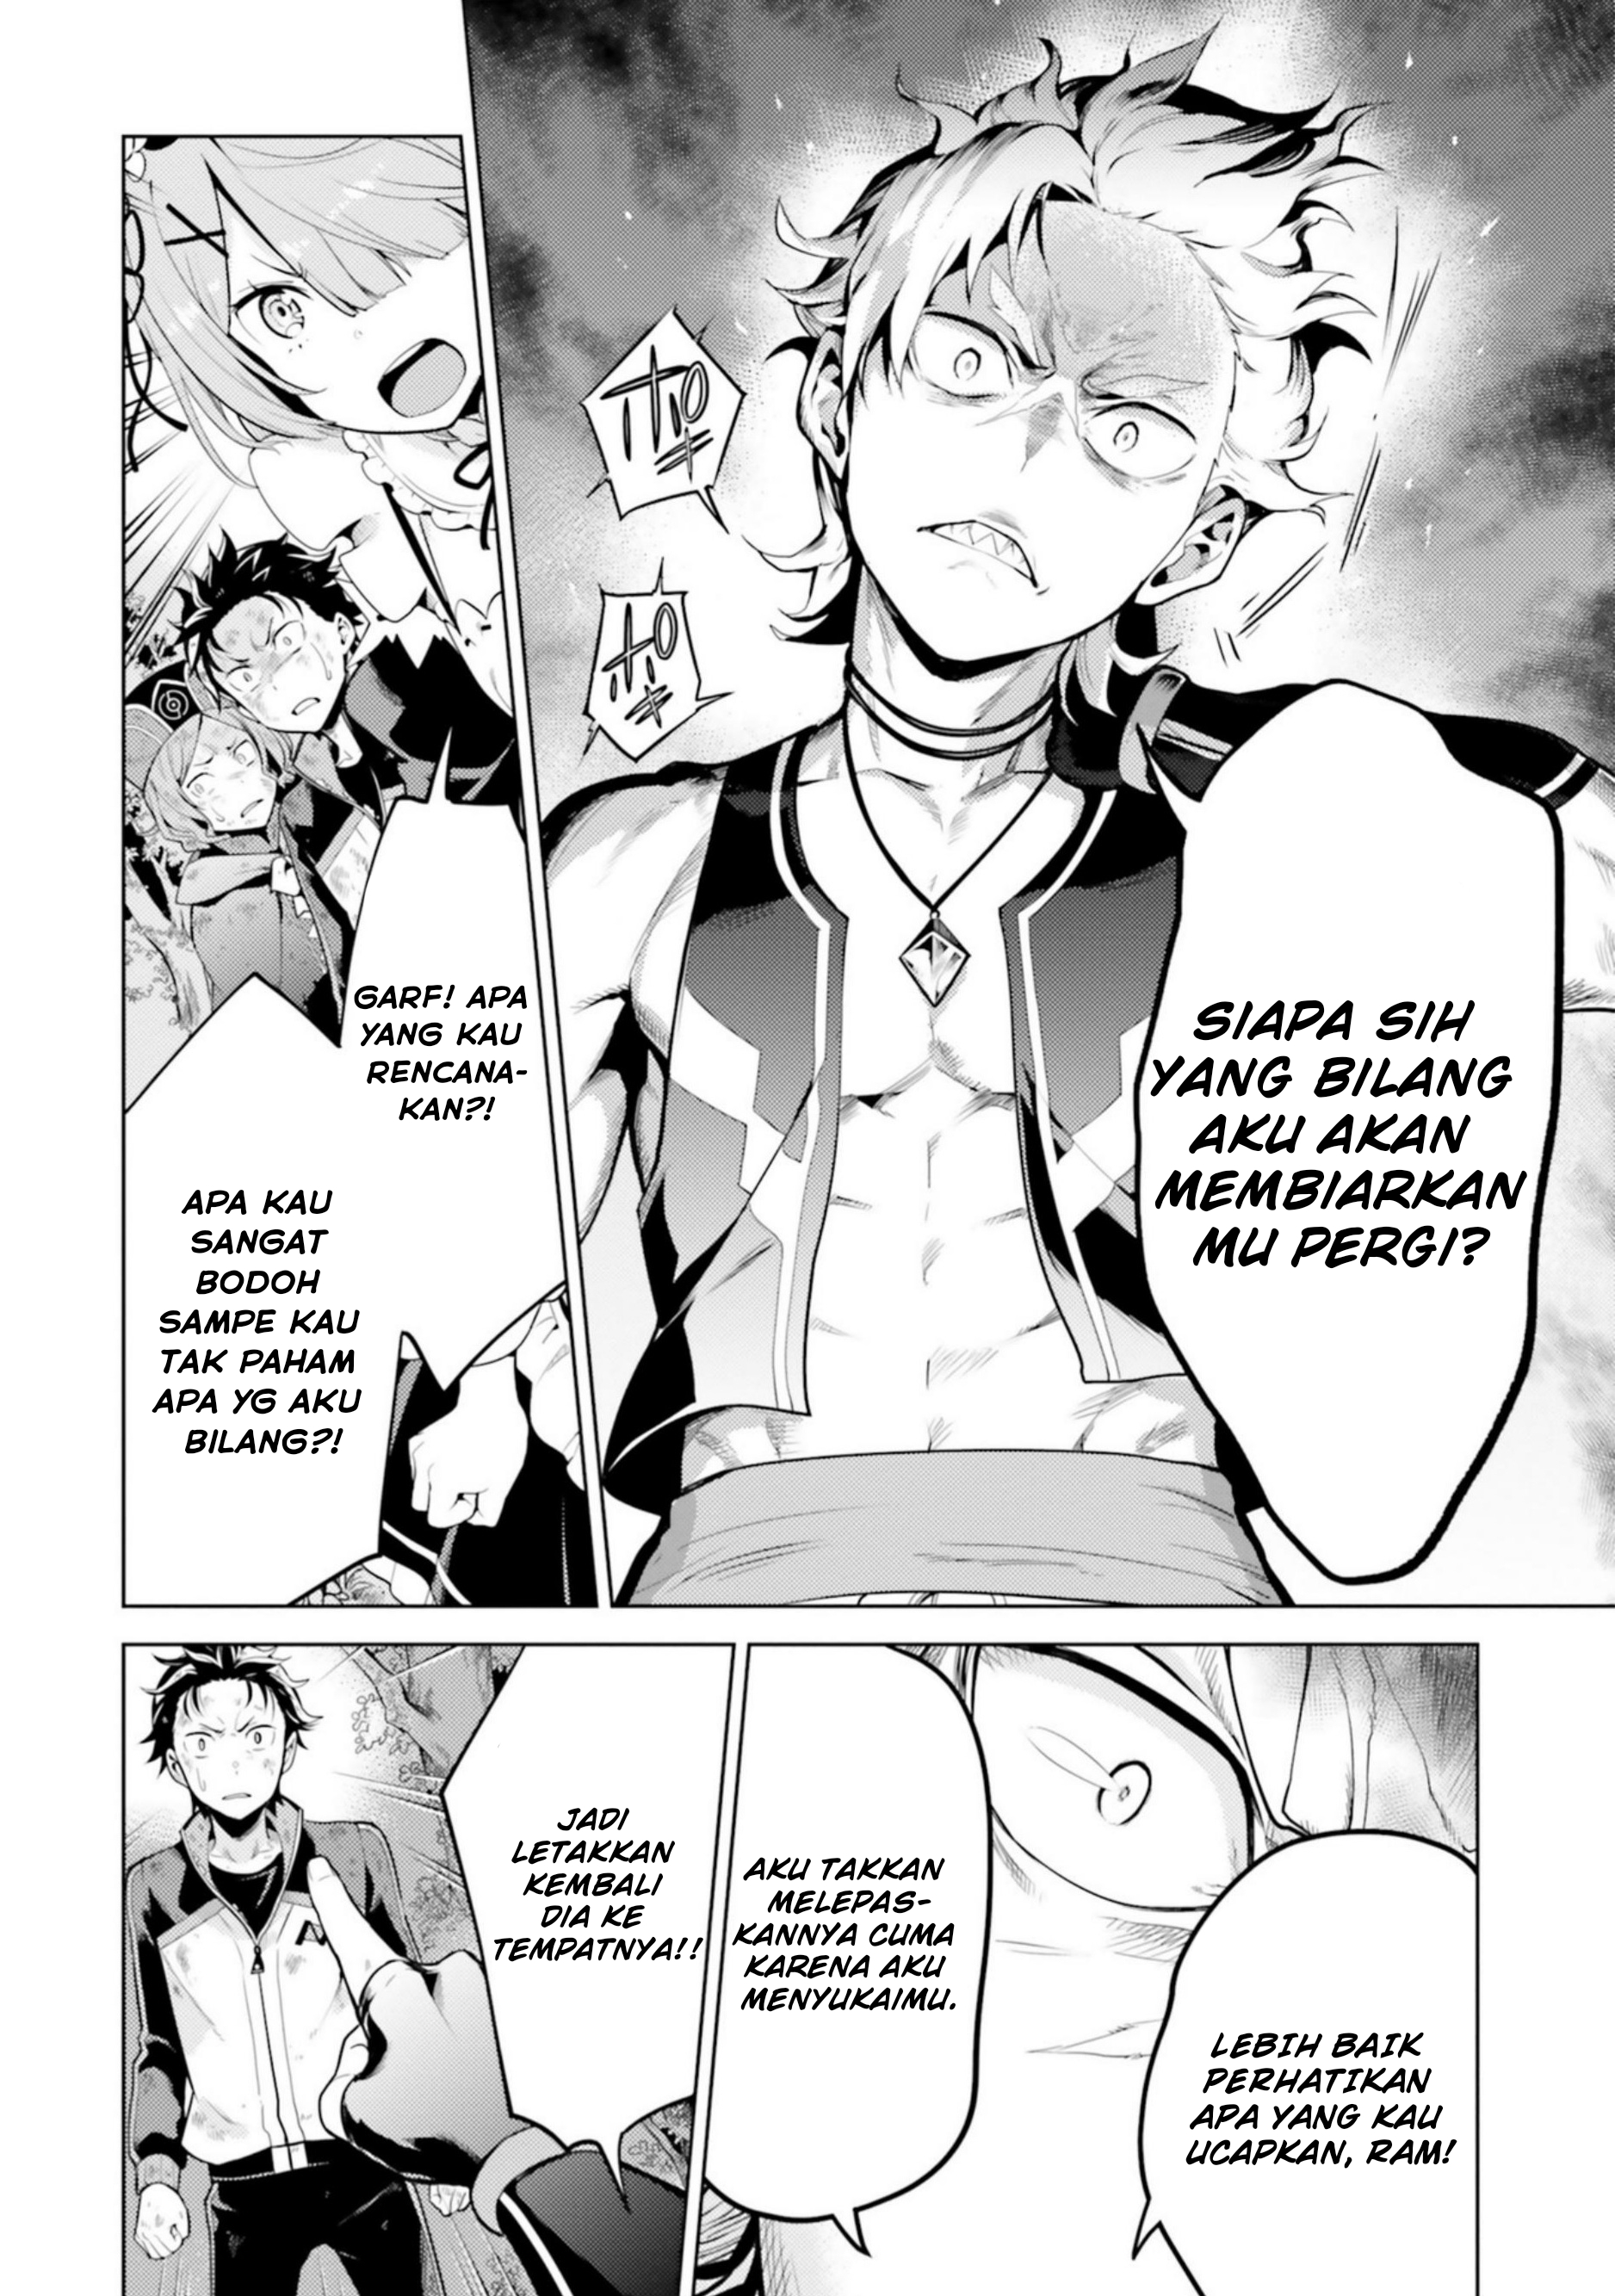 SIAPA SIH
YANG BILANG
AKU AKAN
MEMBIARKAN
MU PERGI?
GARF! APA
YANG KAU
RENCANA-
KAN?!
APA KAU
SANGAT
BODOH
SAMPE KAU
TAK PAHAM
APA YG AKU
BILANG?!
LEBIH BAIK
PERHATIKAN
APA YANG KAU
UCAPKAN, RAM!
AKU TAKKAN
MELEPAS-
KANNYA CUMA
KARENA AKU
MENYUKAIMU.
JADI
LETAKKAN
KEMBALI
DIA KE
TEMPATNYA!!